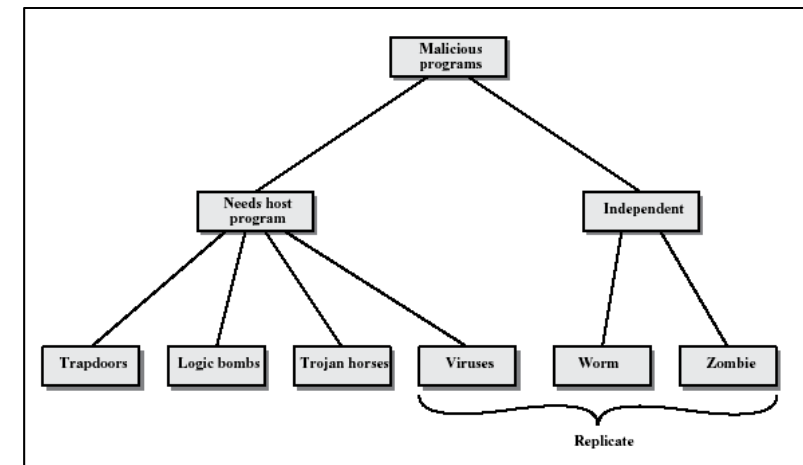 Malicious
programs
Needs host
program
Independent
Trapdoors
Logic bombs
Trojan horses
Viruses
Worm
Zombie
Replicate